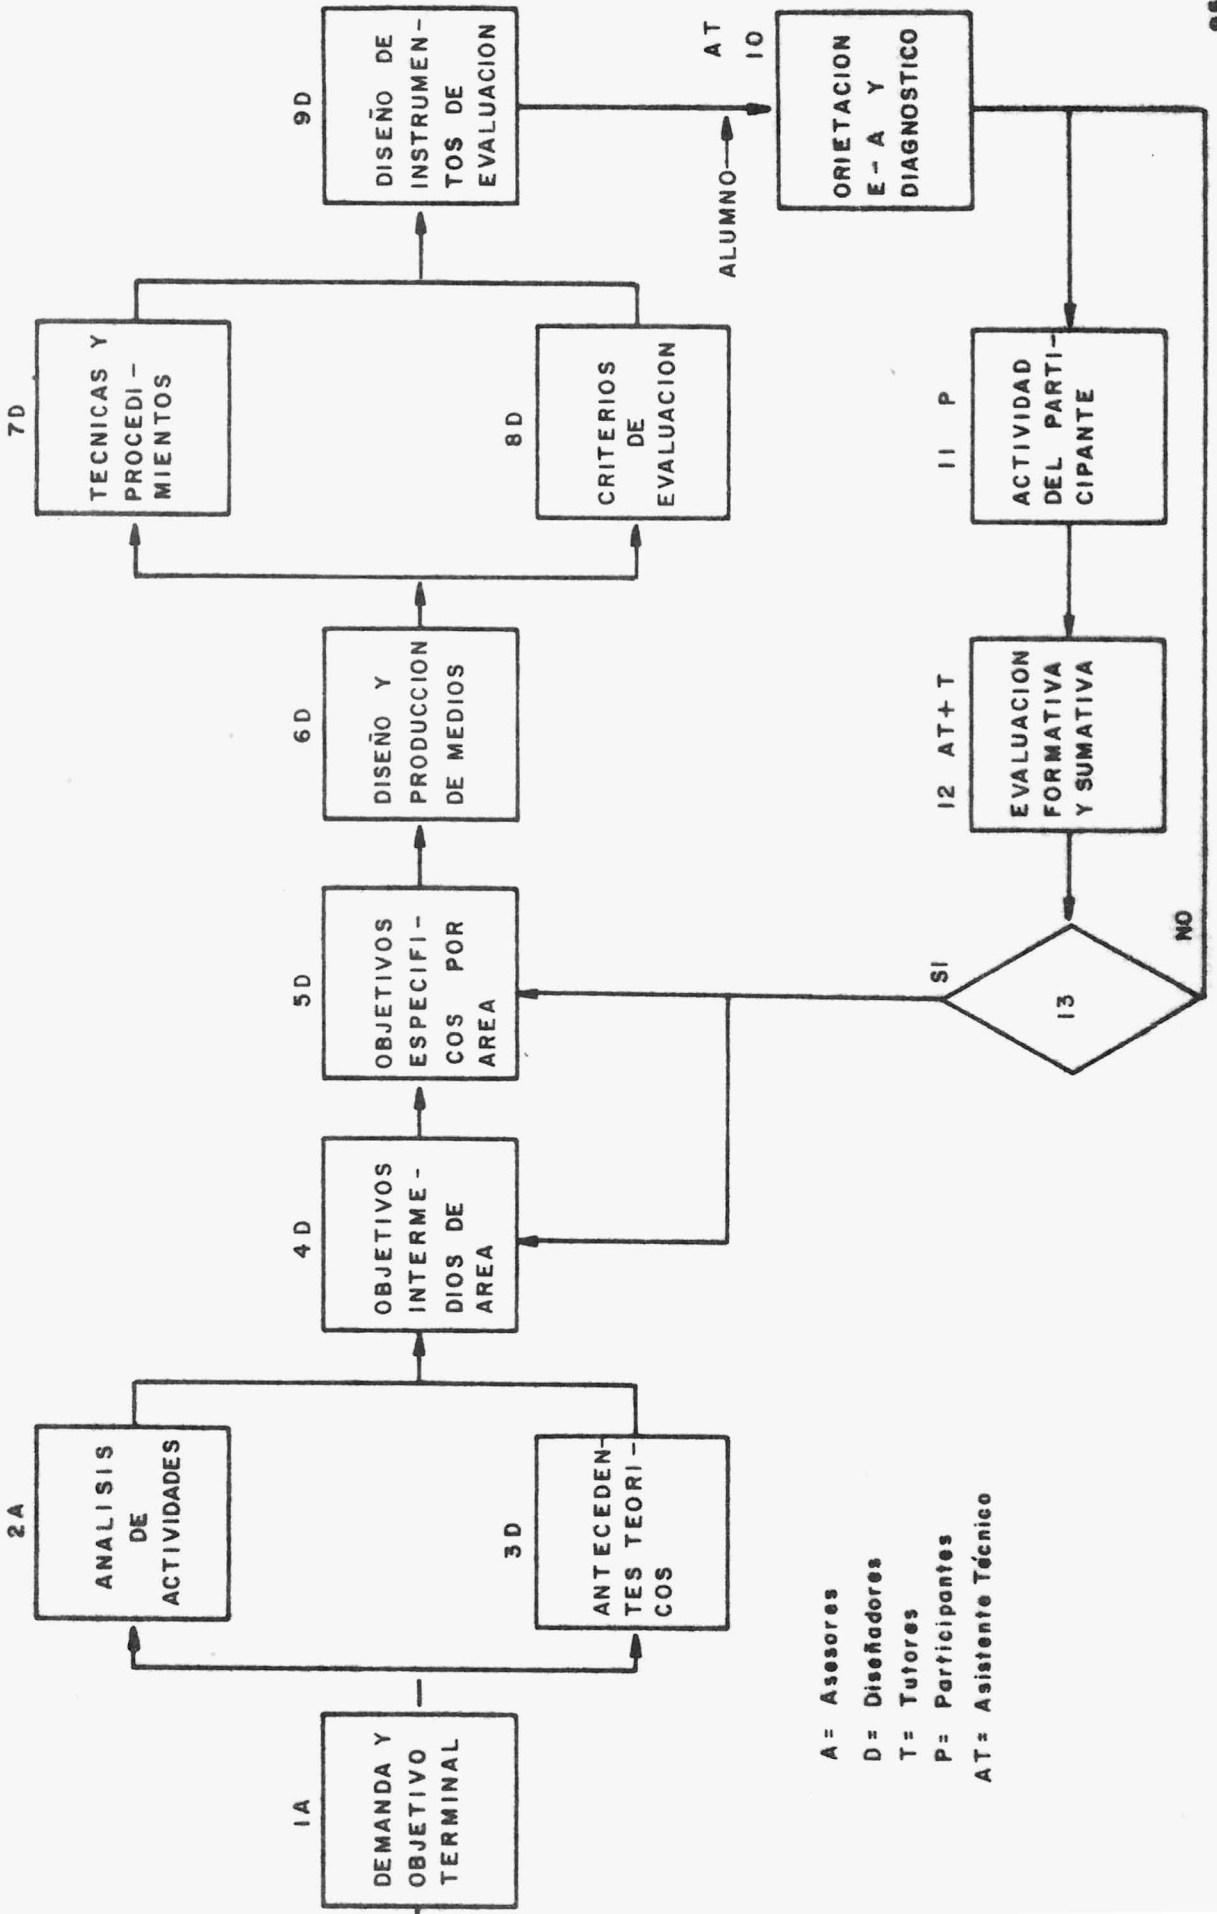 1A
DEMANDA Y
OBJETIVO
TERMINAL
2A
ANALISIS
DE
ACTIVIDADES
3D
ANTECEDEN-
TES TEORI-
COS
4D
OBJETIVOS
INTERME-
DIOS DE
AREA
5D
OBJETIVOS
ESPECIFI-
COS POR
AREA
6D
DISEÑO Y
PRODUCCION
DE MEDIOS
7D
TECNICAS Y
PROCEDI-
MIENTOS
8D
CRITERIOS
DE
EVALUACION
9D
DISEÑO DE
INSTRUMEN-
TOS DE
EVALUACION
ALUMNO
AT
10
ORIETACION
E-A Y
DIAGNOSTICO
11 P
ACTIVIDAD
DEL PARTI-
CIPANTE
12 AT+T
EVALUACION
FORMATIVA
Y SUMATIVA
13
SI
NO
A= Asesores
D= Diseñadores
T= Tutores
P= Participantes
AT= Asistente Técnico